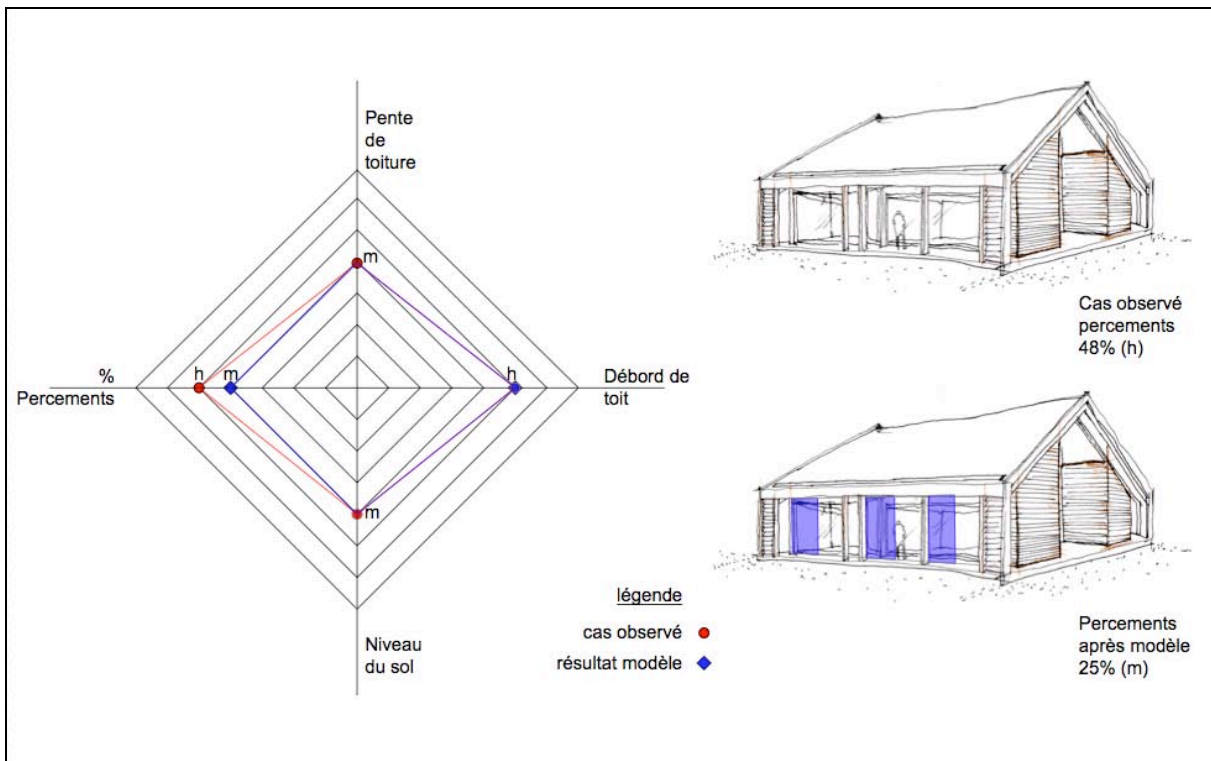 Pente
de
toiture
m
%
Percements
h
m
h
Débord de
toit
m
Niveau
du sol
légende
cas observé
résultat modèle
Cas observé
percements
48% (h)
Percements
après modèle
25% (m)